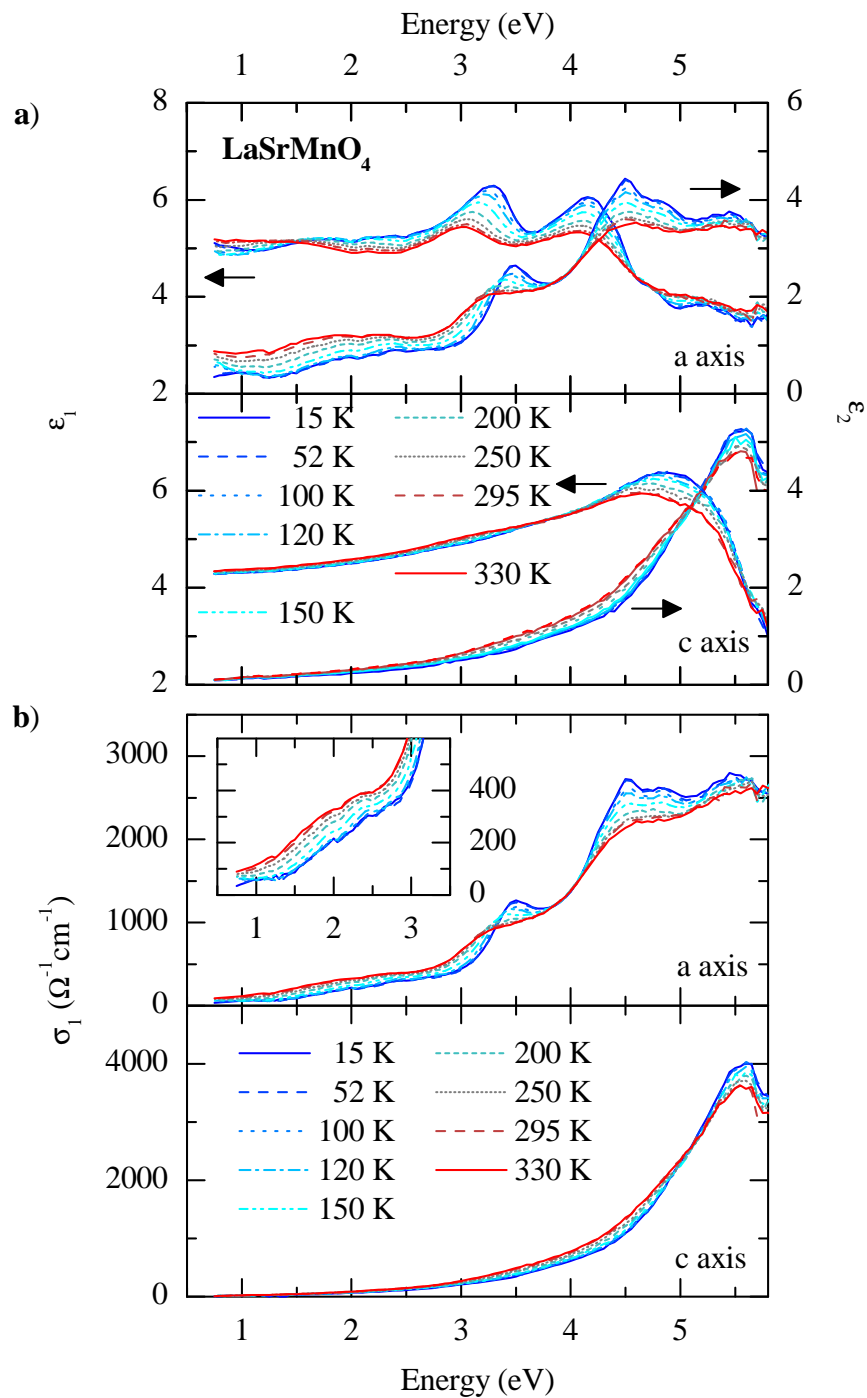 Energy (eV)
1 2 3 4 5
a)
8 6
LaSrMnO₄
6 4
4 2
a axis
2 0
ε₁ ε₂
15 K 200 K
52 K 250 K
6 100 K 295 K 4
120 K 330 K
4 150 K 2
c axis
2 0
b)
3000
400
2000 200
0
1 2 3
1000
a axis
0
σ₁ (Ω⁻¹cm⁻¹)
15 K 200 K
4000
52 K 250 K
100 K 295 K
2000 120 K 330 K
150 K
c axis
0
1 2 3 4 5
Energy (eV)